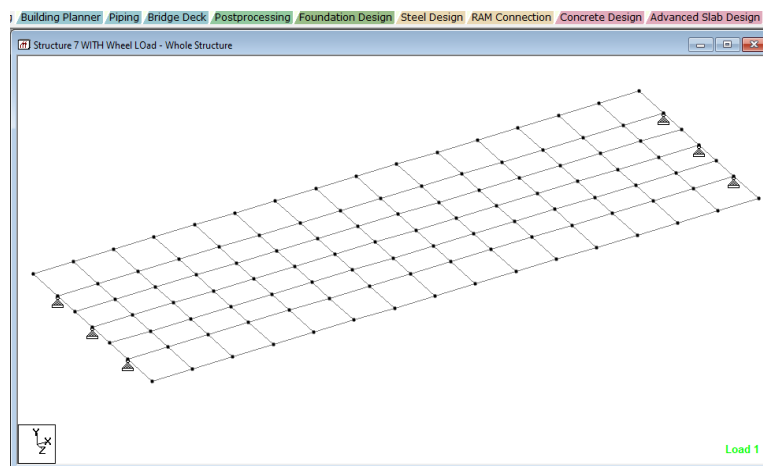 Building Planner Piping Bridge Deck Postprocessing Foundation Design Steel Design RAM Connection Concrete Design Advanced Slab Design
Structure 7 WITH Wheel LOad - Whole Structure
Y
X
Z
Load 1